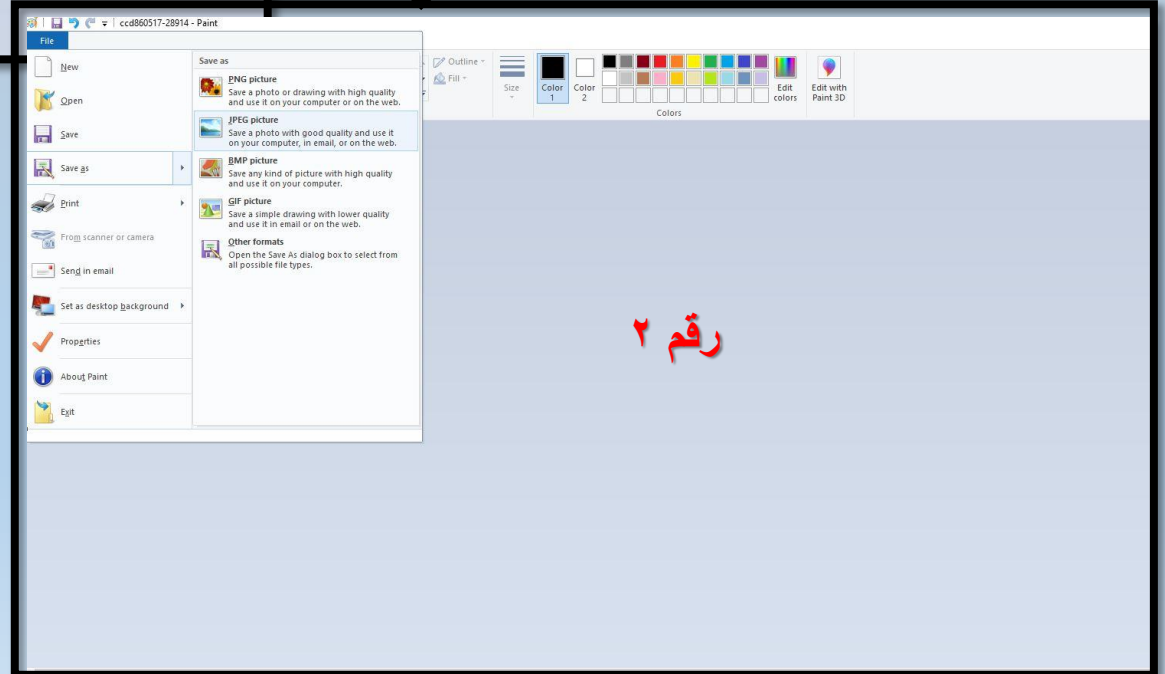 ccd860517-28914 - Paint
File
New
Open
Save
Save as
Print
From scanner or camera
Send in email
Set as desktop background
Properties
About Paint
Exit
Save as
PNG picture
Save a photo or drawing with high quality
and use it on your computer or on the web.
JPEG picture
Save a photo with good quality and use it
on your computer, in email, or on the web.
BMP picture
Save any kind of picture with high quality
and use it on your computer.
GIF picture
Save a simple drawing with lower quality
and use it in email or on the web.
Other formats
Open the Save As dialog box to select from
all possible file types.
Outline
Fill
Size
Color
1
Color
2
Edit
colors
Edit with
Paint 3D
Colors
رقم ٢